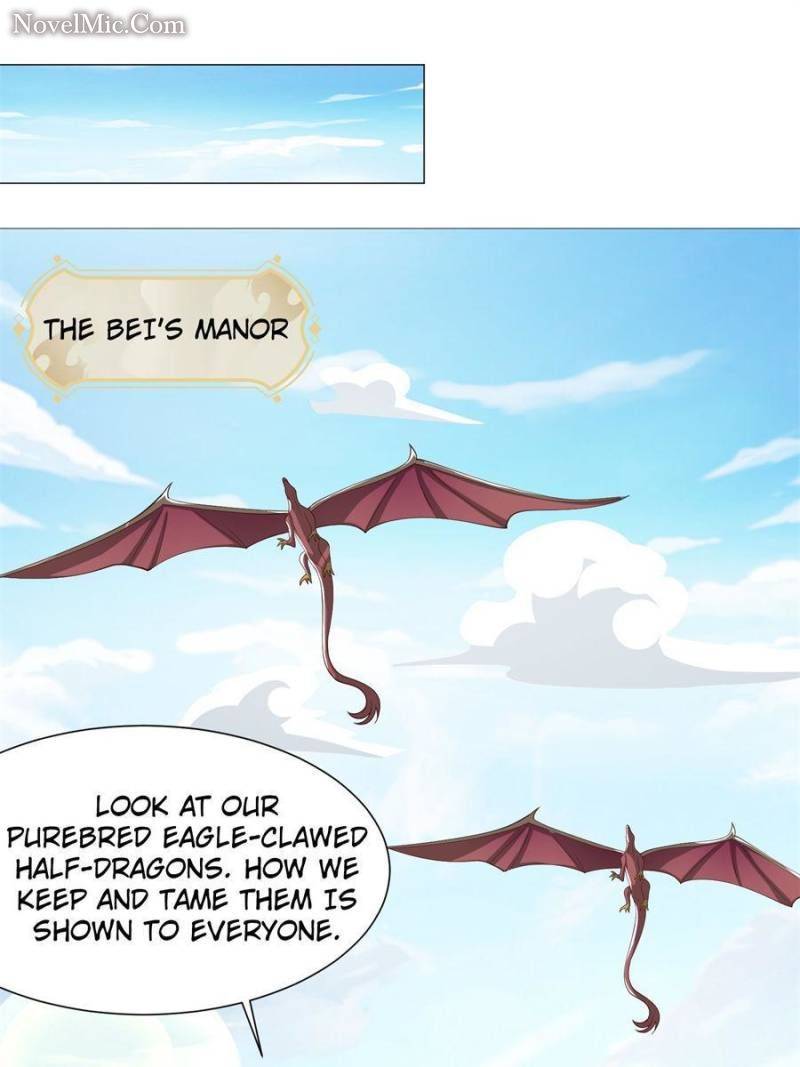 NovelMic.Com
THE BEI'S MANOR
LOOK AT OUR
PUREBRED EAGLE-CLAWED
HALF-DRAGONS. HOW WE
KEEP AND TAME THEM IS
SHOWN TO EVERYONE.